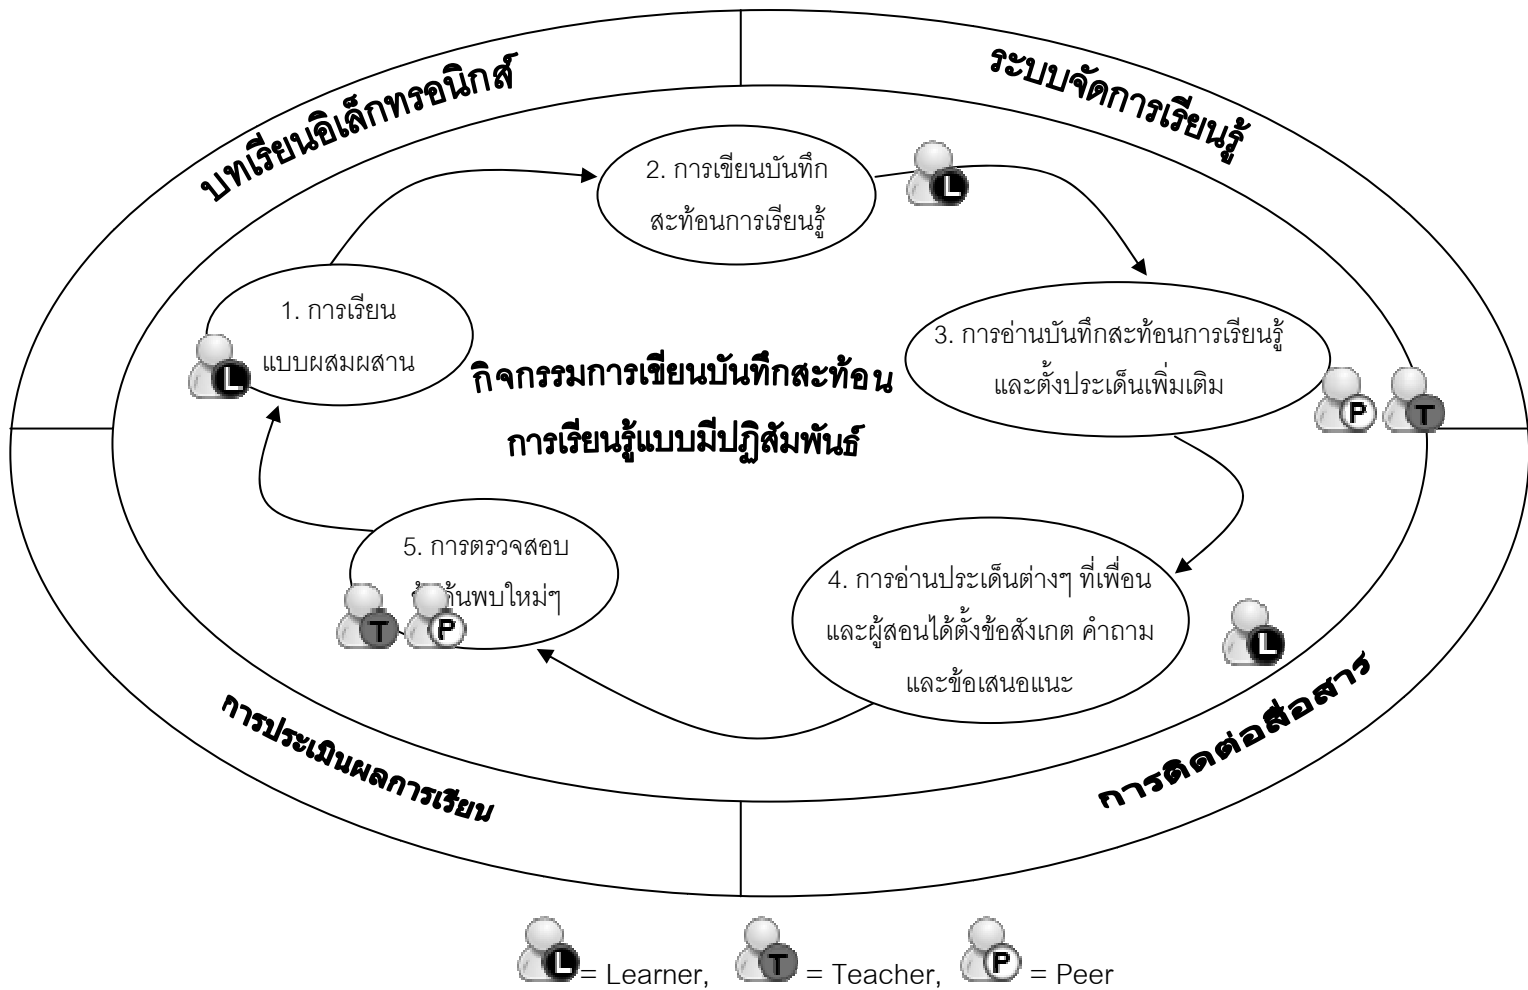 บทเรียนอิเล็กทรอนิกส์
ระบบจัดการเรียนรู้
2. การเขียนบันทึก
สะท้อนการเรียนรู้
L
1. การเรียน
แบบผสมผสาน
L
3. การอ่านบันทึกสะท้อนการเรียนรู้
และตั้งประเด็นเพิ่มเติม
P T
กิจกรรมการเขียนบันทึกสะท้อน
การเรียนรู้แบบมีปฏิสัมพันธ์
5. การตรวจสอบ
ค้นพบใหม่ๆ
T P
4. การอ่านประเด็นต่างๆ ที่เพื่อน
และผู้สอนได้ตั้งข้อสังเกต คำถาม
และข้อเสนอแนะ
L
การประเมินผลการเรียน
การติดต่อสื่อสาร
L = Learner, T = Teacher, P = Peer